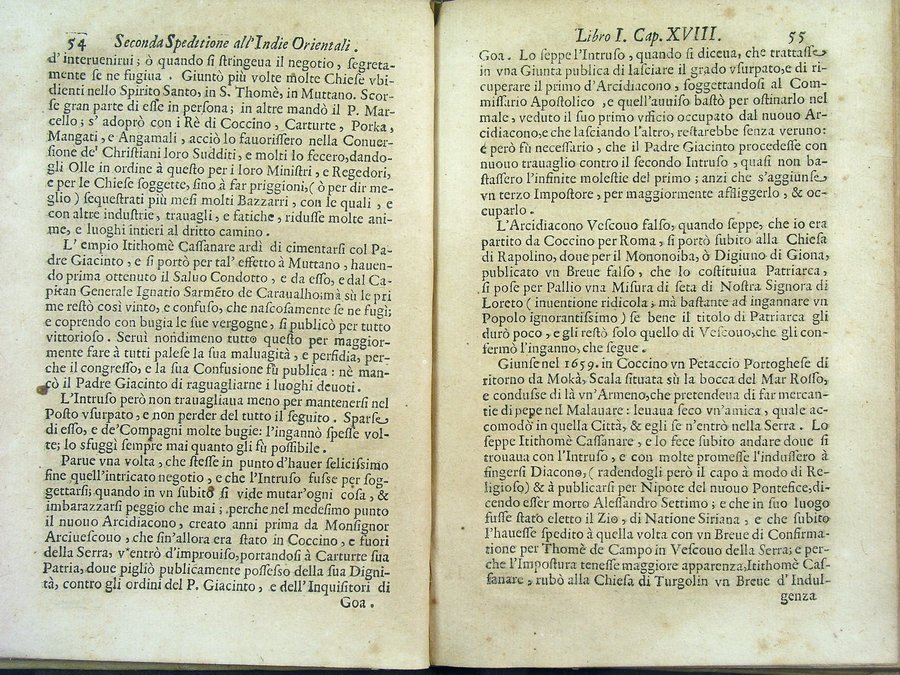 54 Seconda Speditione all'Indie Orientali.
d'interuenirui; ò quando si stringeua il negotio, segreta-
mente se ne fugiua. Giuntò più volte molte Chiese vbi-
dienti nello Spirito Santo, in S. Thomè, in Muttano. Scor-
se gran parte di esse in persona; in altre mandò il P. Mar-
cello; s'adoprò con i Rè di Coccino, Carturte, Porka,
Mangati, e Angamali, acciò lo fauorissero nella Conuer-
sione de' Christiani loro Sudditi, e molti lo fecero, dando-
gli Olle in ordine à questo per i loro Ministri, e Regedori,
e per le Chiese soggette, sino à far priggioni, (ò per dir me-
glio) sequestrati più mesi molti Bazzarri, con le quali, e
con altre industrie, trauagli, e fatiche, ridusse molte ani-
me, e luoghi intieri al dritto camino.
L'empio Itithomè Cassanare ardì di cimentarsi col Pa-
dre Giacinto, e si portò per tal'effetto à Muttano, hauen-
do prima ottenuto il Saluo Condotto, e da esso, e dal Ca-
pitan Generale Ignatio Sarmẽto de Carauallho; mà sù le pri
me restò così vinto, e confuso, che nascosamente se ne fugì;
e coprendo con bugia le sue vergogne, si publicò per tutto
vittorioso. Seruì nondimeno tutto questo per maggior-
mente fare à tutti palese la sua maluagità, e perfidia, per-
che il congresso, e la sua Confusione fù publica: nè man-
cò il Padre Giacinto di raguagliarne i luoghi deuoti.
L'Intruso però non trauagliaua meno per mantenersi nel
Posto vsurpato, e non perder del tutto il seguito. Sparse
di esso, e de'Compagni molte bugie: l'ingannò spesse vol-
te; lo sfuggì sempre mai quanto gli fù possibile.
Parue vna volta, che stesse in punto d'hauer felicissimo
fine quell'intricato negotio, e che l'Intruso fusse per sog-
gettarsi; quando in vn subito si vide mutar'ogni cosa, &
imbarazzarsi peggio che mai; perche nel medesimo punto
il nuouo Arcidiacono, creato anni prima da Monsignor
Arciuescouo, che sin'allora era stato in Coccino, e fuori
della Serra, v'entrò d'improuiso, portandosi à Carturte sua
Patria, doue pigliò publicamente possesso della sua Digni-
tà, contro gli ordini del P. Giacinto, e dell'Inquisitori di
Goa.
Libro I. Cap. XVIII. 55
Goa. Lo seppe l'Intruso, quando si diceua, che trattasse
in vna Giunta publica di lasciare il grado vsurpato, e di ri-
cuperare il primo d'Arcidiacono, soggettandosi al Com-
missario Apostolico, e quell'auuiso bastò per ostinarlo nel
male, veduto il suo primo vfficio occupato dal nuouo Ar-
cidiacono, e che lasciando l'altro, restarebbe senza veruno:
è però fù necessario, che il Padre Giacinto procedesse con
nuouo trauaglio contro il secondo Intruso, quasi non ba-
stassero l'infinite molestie del primo; anzi che s'aggiunse
vn terzo Impostore, per maggiormente affliggerlo, & oc-
cuparlo.
L'Arcidiacono Vescouo falso, quando seppe, che io era
partito da Coccino per Roma, si portò subito alla Chiesa
di Rapolino, doue per il Mononoiba, ò Digiuno di Giona,
publicato vn Breue falso, che lo costituiua Patriarca,
si pose per Pallio vna Misura di seta di Nostra Signora di
Loreto (inuentione ridicola; mà bastante ad ingannare vn
Popolo ignorantissimo) se bene il titolo di Patriarca gli
durò poco, e gli restò solo quello di Vescouo, che gli con-
fermò l'inganno, che segue.
Giunse nel 1659. in Coccino vn Petaccio Portoghese di
ritorno da Mokà, Scala situata sù la bocca del Mar Rosso,
e condusse di là vn'Armeno, che pretendeua di far mercan-
tie di pepe nel Malauare: leuaua seco vn'amica, quale ac-
comodò in quella Città, & egli se n'entrò nella Serra. Lo
seppe Itithomè Cassanare, e lo fece subito andare doue si
trouaua con l'Intruso, e con molte promesse l'indussero à
fingersi Diacono, (radendogli però il capo à modo di Re-
ligioso) & à publicarsi per Nipote del nuouo Pontefice, di-
cendo esser morto Alessandro Settimo; e che in suo luogo
fusse stato eletto il Zio, di Natione Siriana, e che subito
l'hauesse spedito à quella volta con vn Breue di Confirma-
tione per Thomè de Campo in Vescouo della Serra; e per-
che l'Impostura tenesse maggiore apparenza, Itithomè Cas-
sanare, rubò alla Chiesa di Turgolin vn Breue d'Indul-
genza